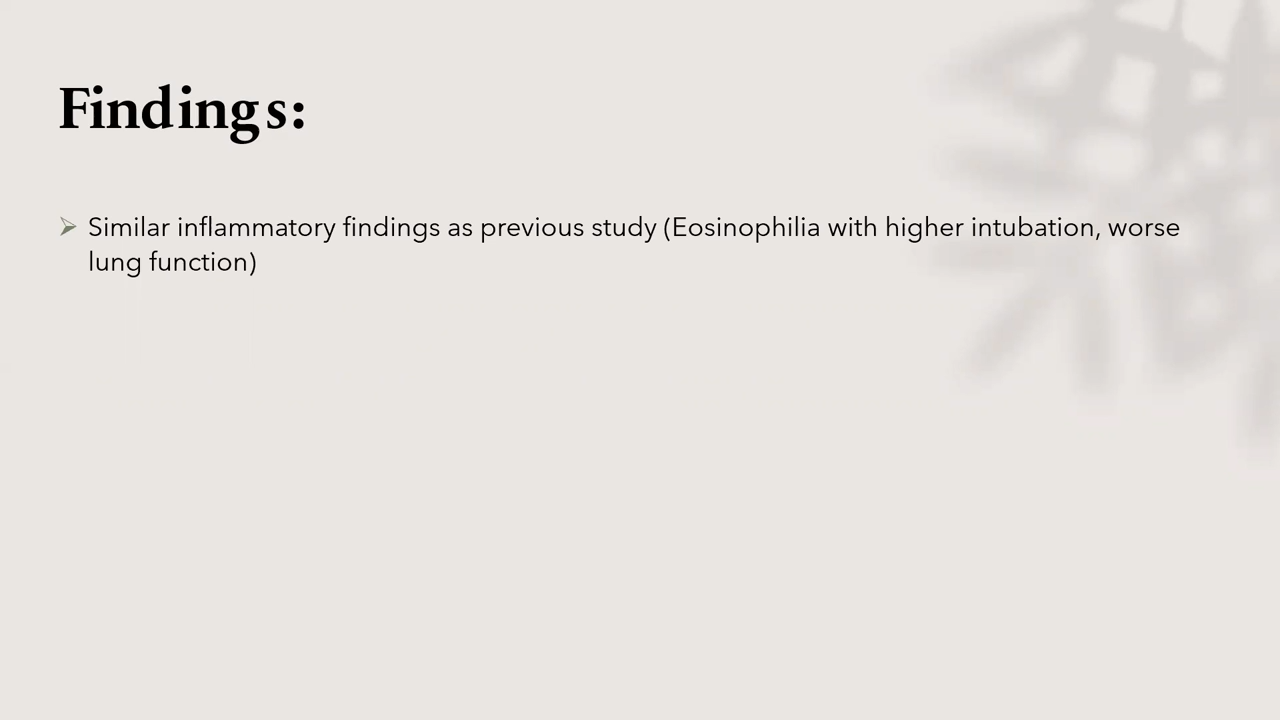 Findings:
Similar inflammatory findings as previous study (Eosinophilia with higher intubation, worse
lung function)